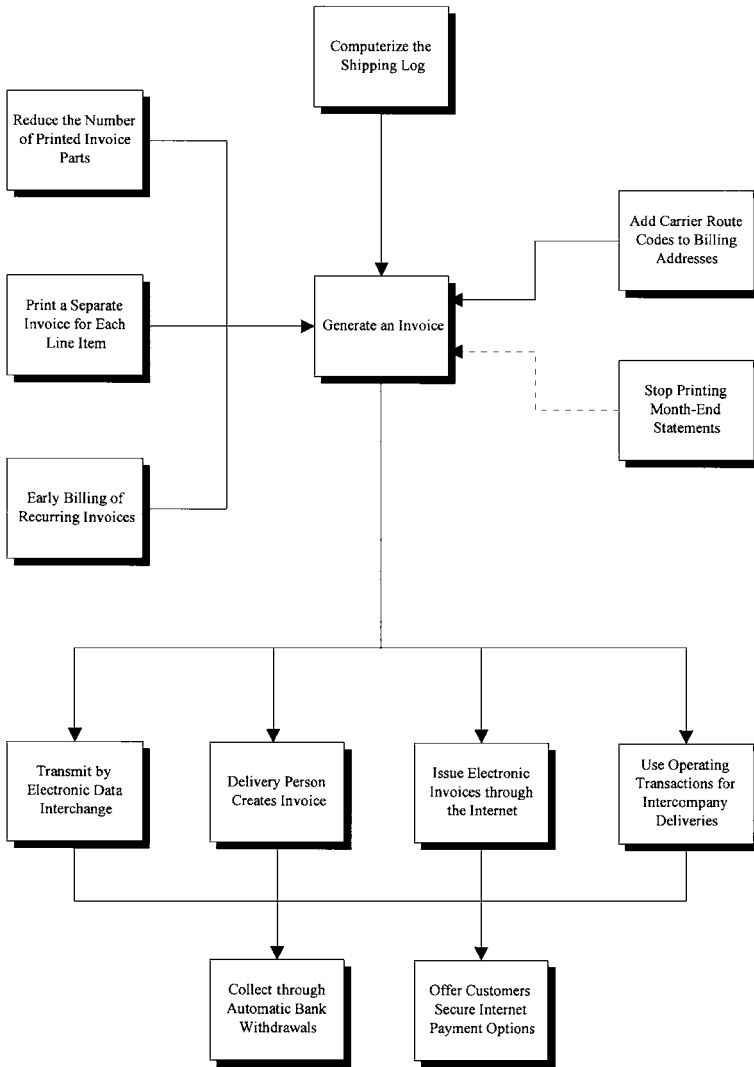 Computerize the
Shipping Log
Reduce the Number
of Printed Invoice
Parts
Add Carrier Route
Codes to Billing
Addresses
Print a Separate
Invoice for Each
Line Item
Generate an Invoice
Stop Printing
Month-End
Statements
Early Billing of
Recurring Invoices
Transmit by
Electronic Data
Interchange
Delivery Person
Creates Invoice
Issue Electronic
Invoices through
the Internet
Use Operating
Transactions for
Intercompany
Deliveries
Collect through
Automatic Bank
Withdrawals
Offer Customers
Secure Internet
Payment Options